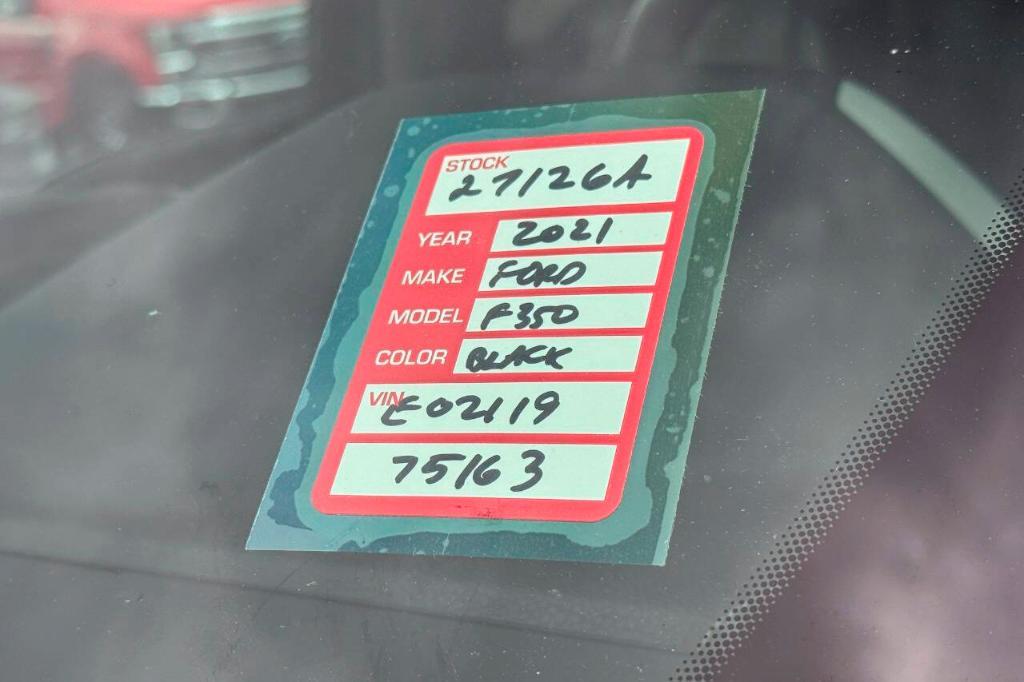 STOCK
27126A
YEAR 2021
MAKE FORD
MODEL F350
COLOR BLACK
VIN E02119
75163